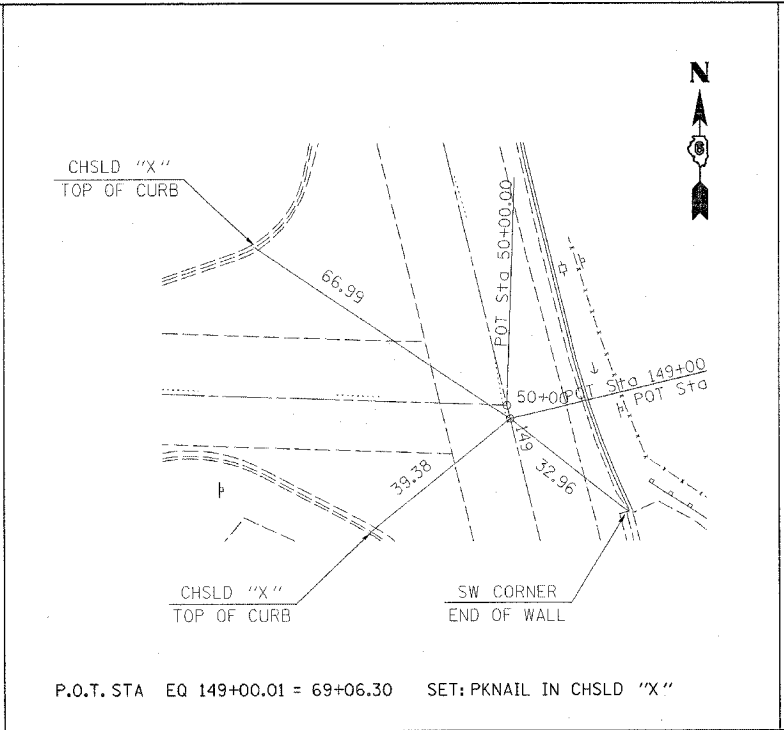 N
CHSLD "X"
TOP OF CURB
66.99
POT Sta 50+00.00
50+00
POT Sta 149+00
POT Sta
149
39.38
32.96
CHSLD "X"
TOP OF CURB
SW CORNER
END OF WALL
P.O.T. STA EQ 149+00.01 = 69+06.30 SET: PKNAIL IN CHSLD "X"